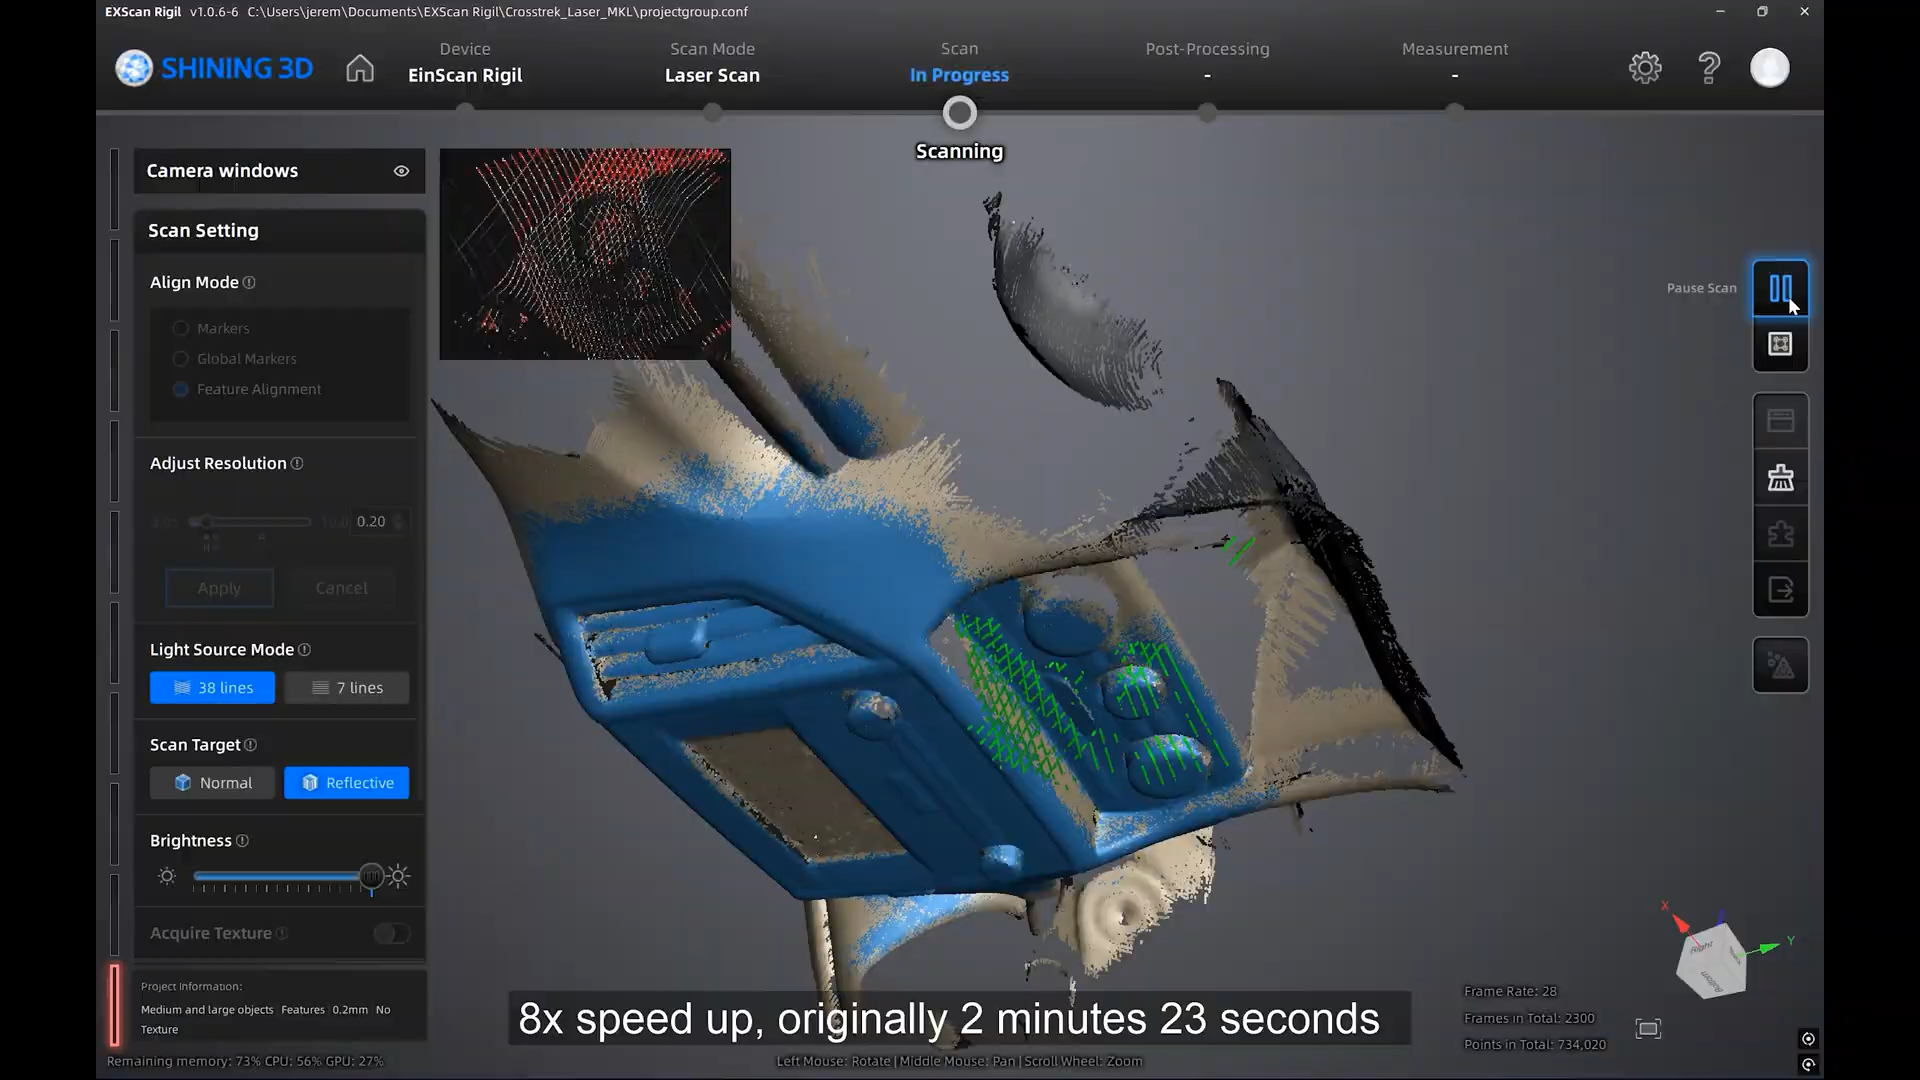 EXScan Rigil v1.0.6-6 C:\Users\jerem\Documents\EXScan Rigil\Crosstrek_Laser_MKL\projectgroup.conf
SHINING 3D
Device
EinScan Rigil
Scan Mode
Laser Scan
Scan
In Progress
Post-Processing
-
Measurement
-
Scanning
Camera windows
Scan Setting
Align Mode
Markers
Global Markers
Feature Alignment
Adjust Resolution
0.20
Apply Cancel
Light Source Mode
38 lines 7 lines
Scan Target
Normal Reflective
Brightness
Acquire Texture
Project Information:
Medium and large objects Features 0.2mm No
Texture
Remaining memory: 73% CPU: 56% GPU: 27%
Pause Scan
X
Y
Right
Bottom
8x speed up, originally 2 minutes 23 seconds
Left Mouse: Rotate | Middle Mouse: Pan | Scroll Wheel: Zoom
Frame Rate: 28
Frames in Total: 2300
Points in Total: 734,020